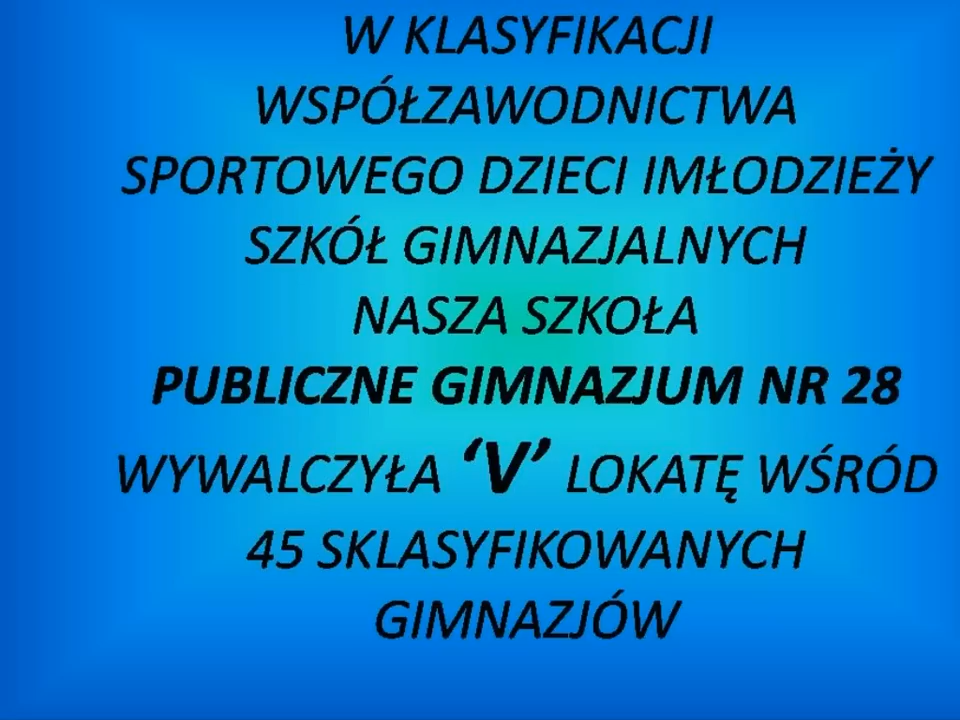 W KLASYFIKACJI
WSPÓŁZAWODNICTWA
SPORTOWEGO DZIECI IMŁODZIEŻY
SZKÓŁ GIMNAZJALNYCH
NASZA SZKOŁA
PUBLICZNE GIMNAZJUM NR 28
WYWALCZYŁA ‘V’ LOKATĘ WŚRÓD
45 SKLASYFIKOWANYCH
GIMNAZJÓW